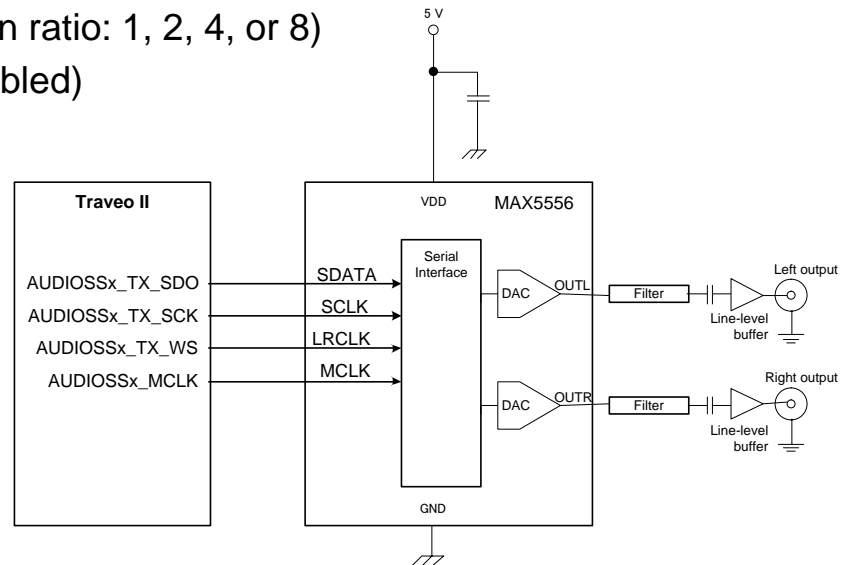 n ratio: 1, 2, 4, or 8)
bled)
5 V
Traveo II
VDD
MAX5556
Serial
Interface
AUDIOSSx_TX_SDO
SDATA
AUDIOSSx_TX_SCK
SCLK
AUDIOSSx_TX_WS
LRCLK
AUDIOSSx_MCLK
MCLK
DAC
OUTL
Filter
Left output
Line-level
buffer
DAC
OUTR
Filter
Right output
Line-level
buffer
GND